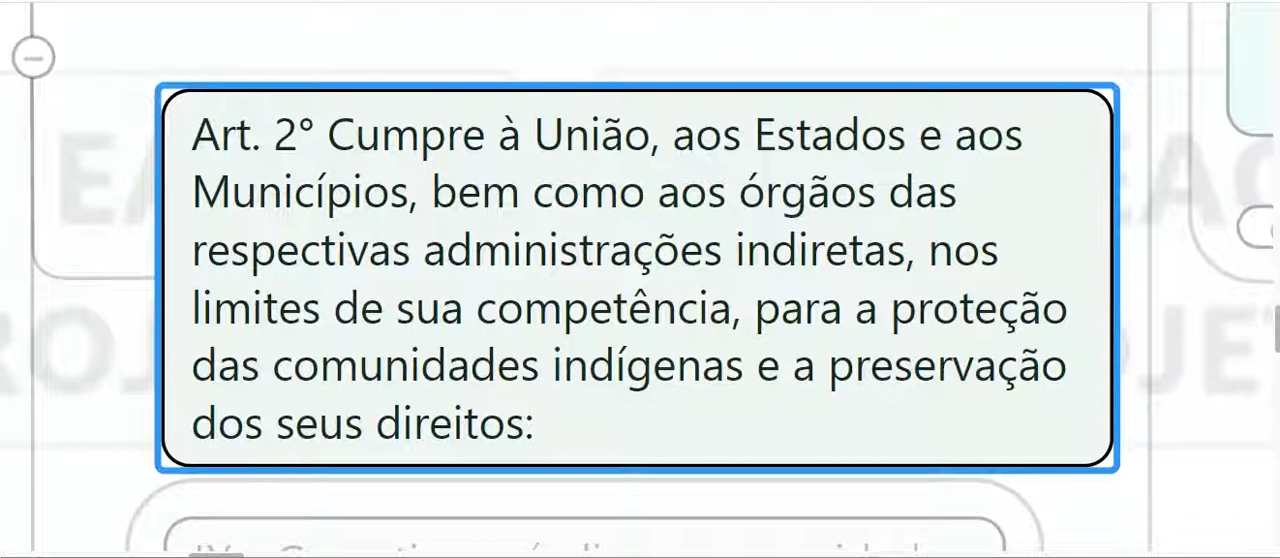 Art. 2° Cumpre à União, aos Estados e aos
Municípios, bem como aos órgãos das
respectivas administrações indiretas, nos
limites de sua competência, para a proteção
das comunidades indígenas e a preservação
dos seus direitos: